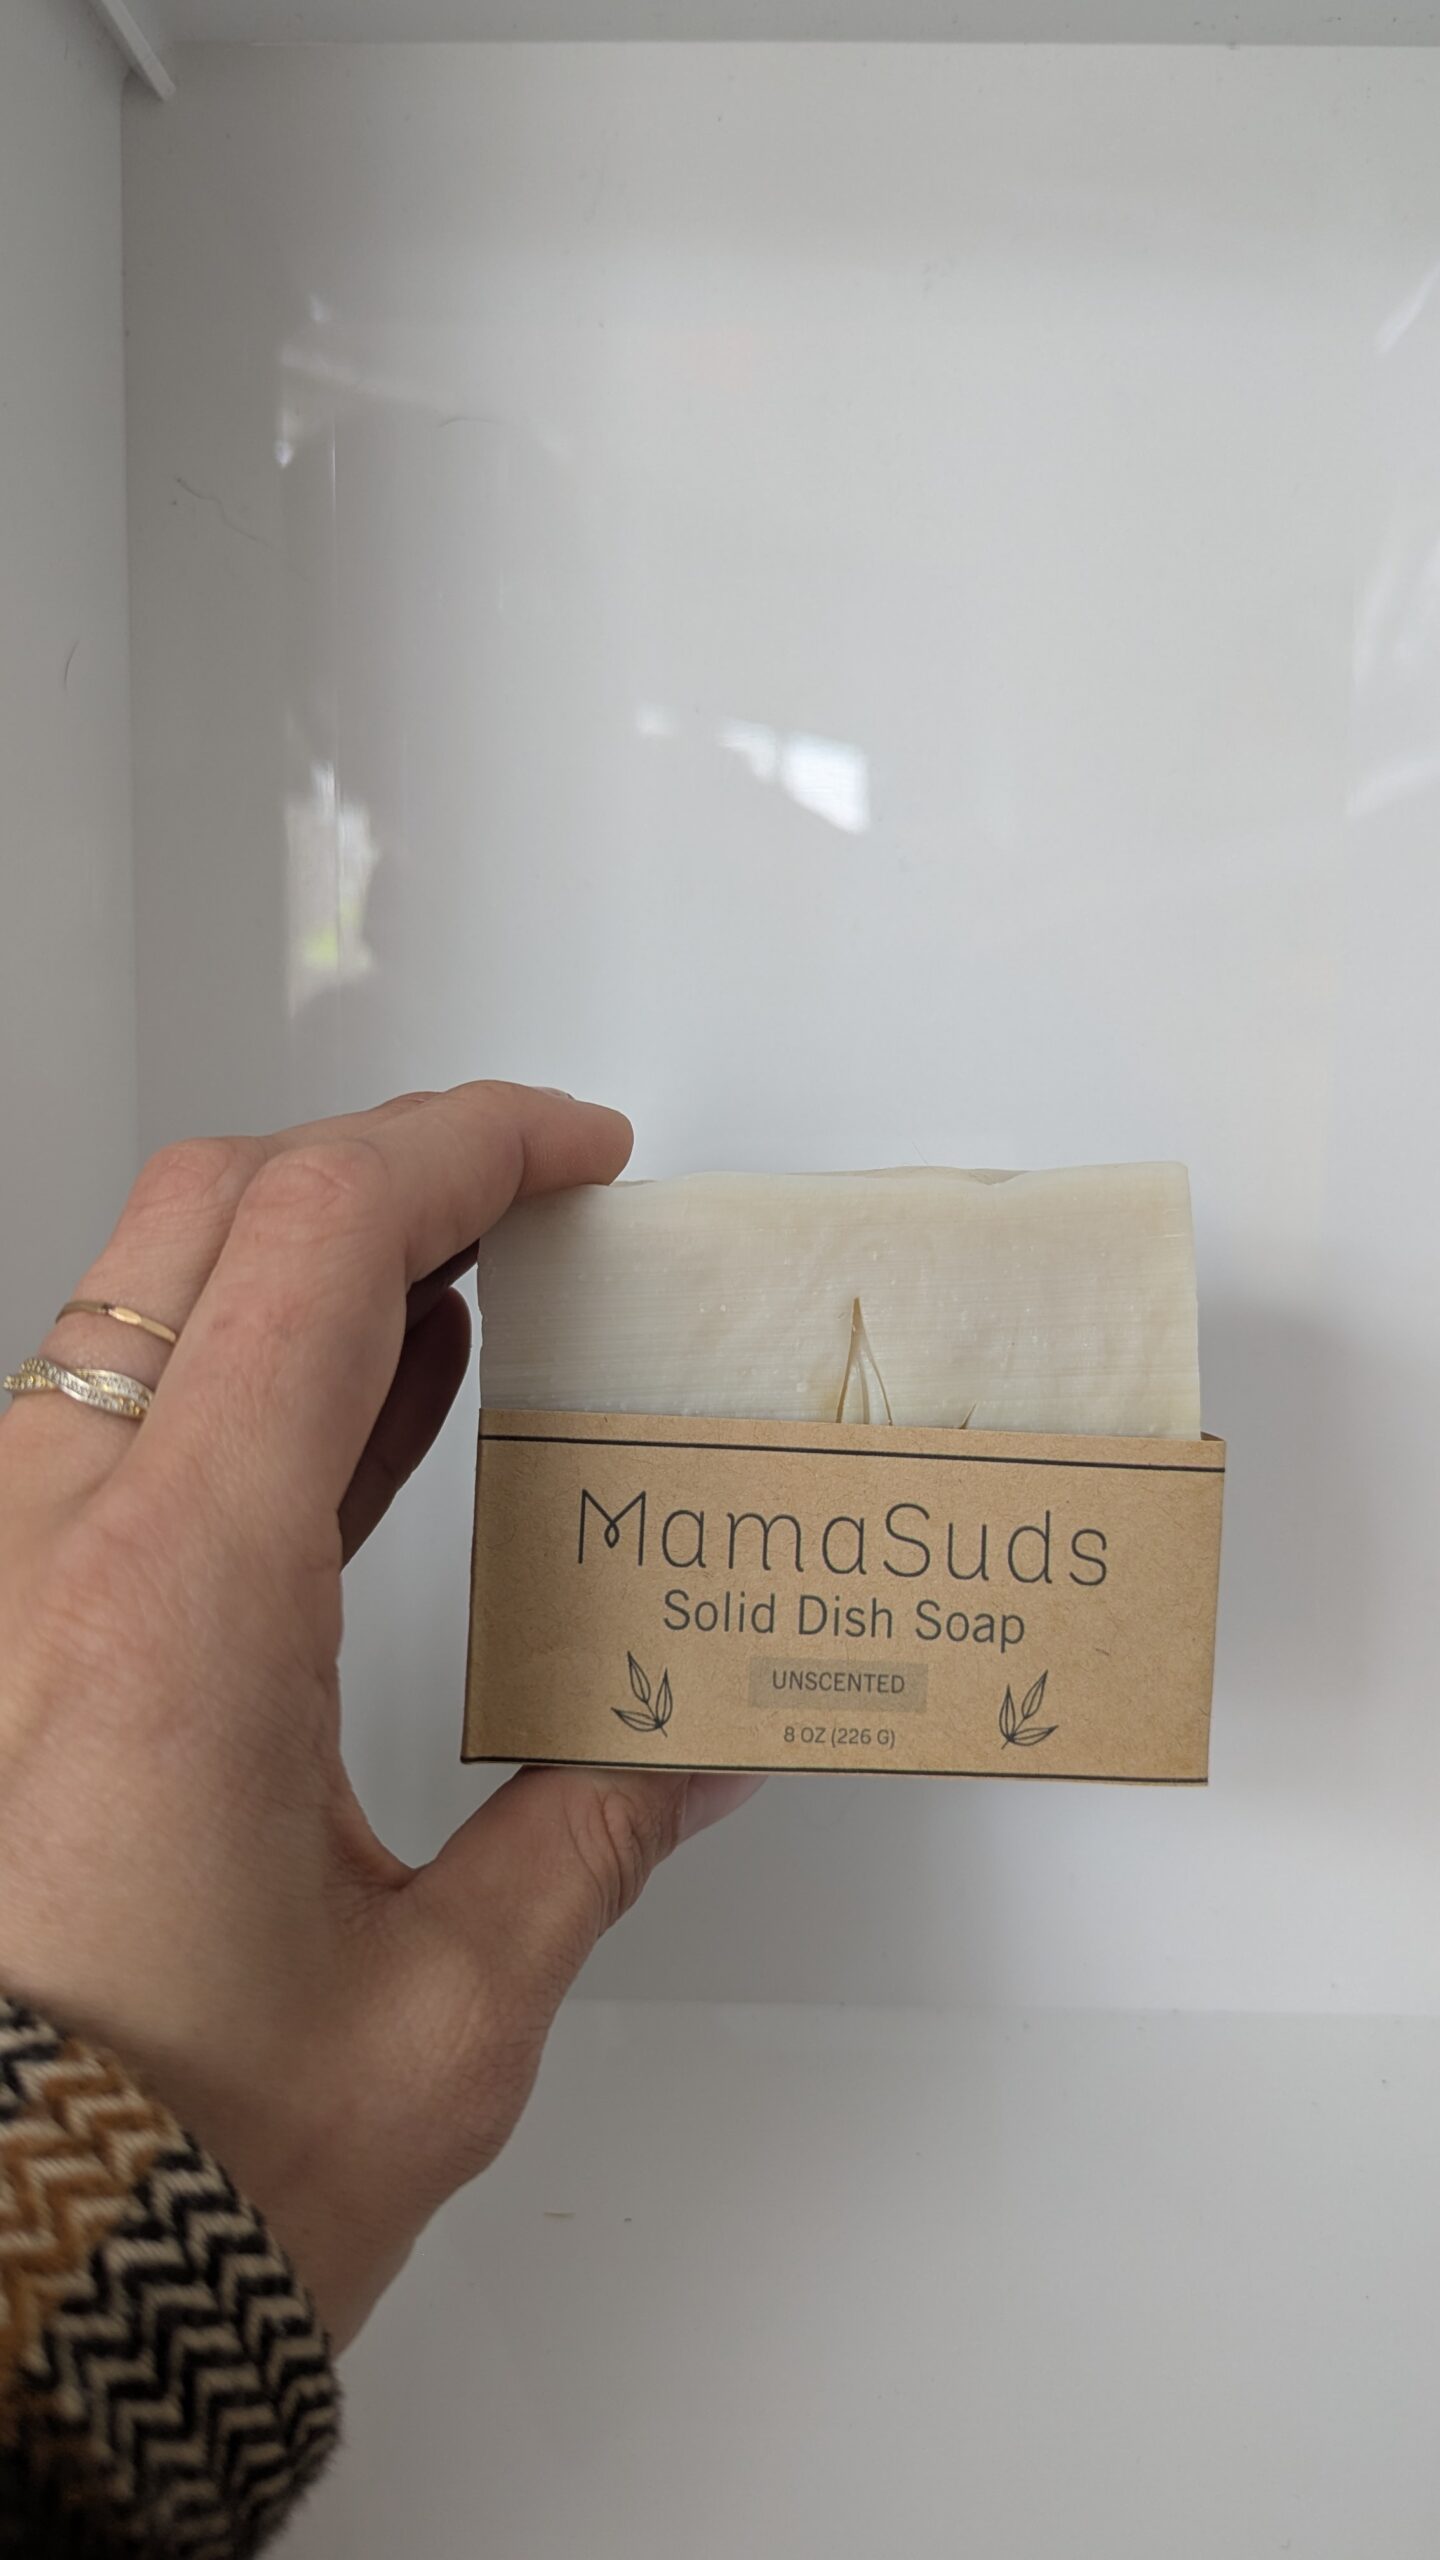 MamaSuds
Solid Dish Soap
UNSCENTED
8 OZ (226 G)